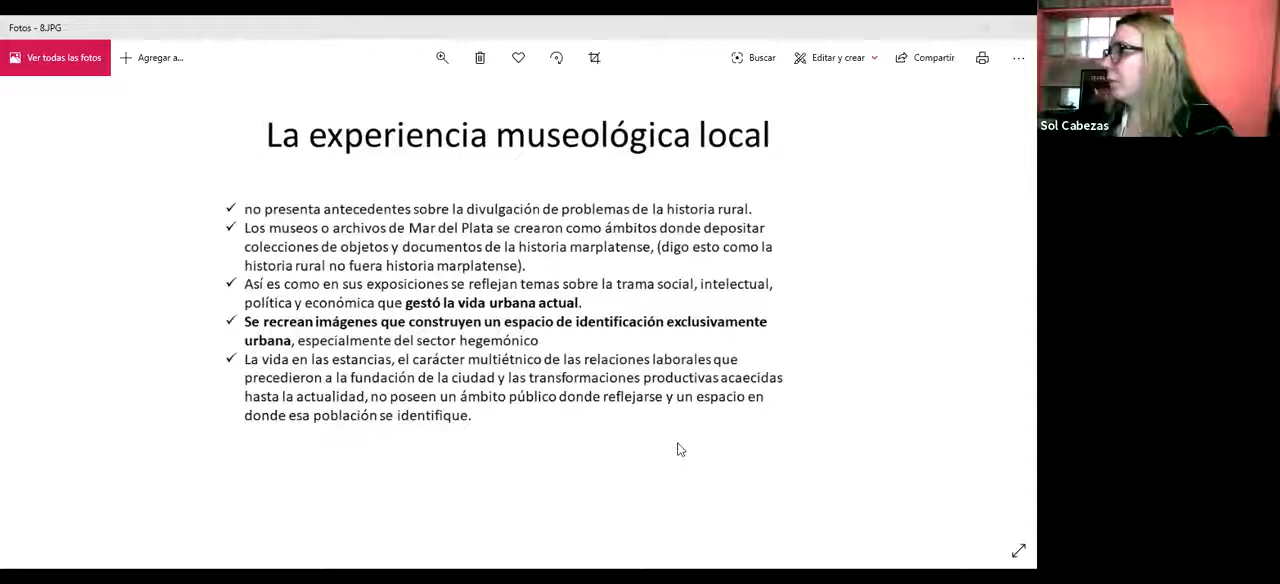 Fotos - 8.JPG
Ver todas las fotos
Agregar a...
Buscar
Editar y crear
Compartir
Sol Cabezas
La experiencia museológica local
no presenta antecedentes sobre la divulgación de problemas de la historia rural.
Los museos o archivos de Mar del Plata se crearon como ámbitos donde depositar
colecciones de objetos y documentos de la historia marplatense, (digo esto como la
historia rural no fuera historia marplatense).
Así es como en sus exposiciones se reflejan temas sobre la trama social, intelectual,
política y económica que gestó la vida urbana actual.
Se recrean imágenes que construyen un espacio de identificación exclusivamente
urbana, especialmente del sector hegemónico
La vida en las estancias, el carácter multiétnico de las relaciones laborales que
precedieron a la fundación de la ciudad y las transformaciones productivas acaecidas
hasta la actualidad, no poseen un ámbito público donde reflejarse y un espacio en
donde esa población se identifique.